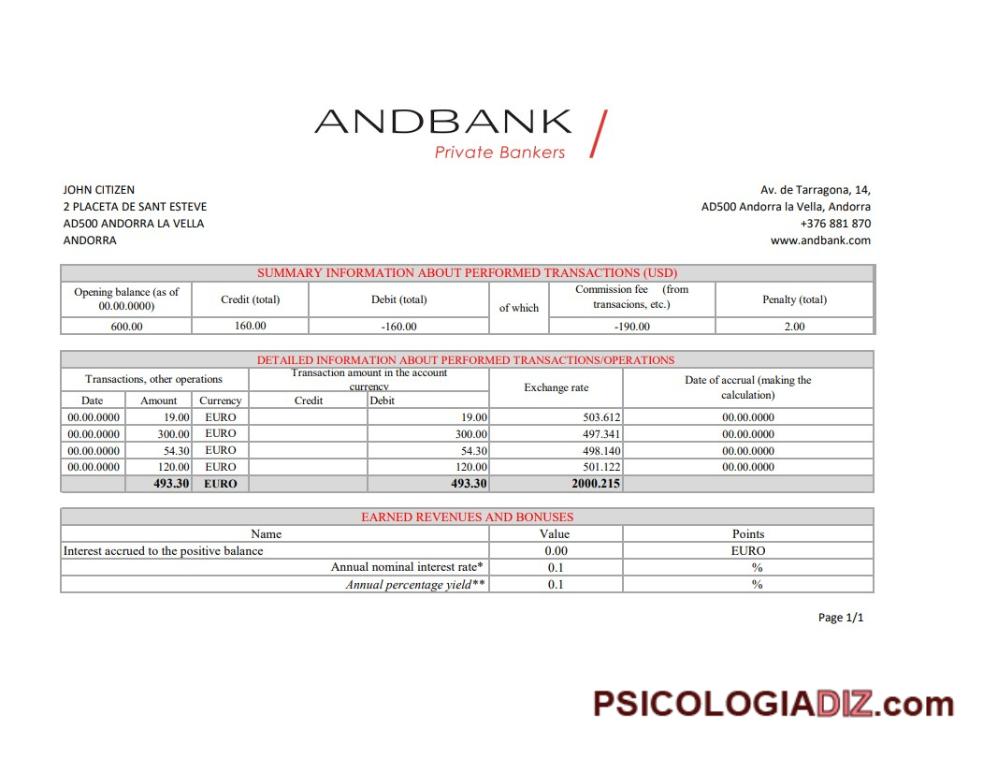 ANDBANK
Private Bankers
JOHN CITIZEN
2 PLACETA DE SANT ESTEVE
AD500 ANDORRA LA VELLA
ANDORRA
Av. de Tarragona, 14,
AD500 Andorra la Vella, Andorra
+376 881 870
www.andbank.com
SUMMARY INFORMATION ABOUT PERFORMED TRANSACTIONS (USD)
Opening balance (as of 00.00.0000) Credit (total) Debit (total) of which Commission fee (from transacions, etc.) Penalty (total)
600.00 160.00 -160.00 -190.00 2.00
DETAILED INFORMATION ABOUT PERFORMED TRANSACTIONS/OPERATIONS
Transactions, other operations Transaction amount in the account currency Exchange rate Date of accrual (making the calculation)
Date Amount Currency Credit Debit
00.00.0000 19.00 EURO 19.00 503.612 00.00.0000
00.00.0000 300.00 EURO 300.00 497.341 00.00.0000
00.00.0000 54.30 EURO 54.30 498.140 00.00.0000
00.00.0000 120.00 EURO 120.00 501.122 00.00.0000
493.30 EURO 493.30 2000.215
EARNED REVENUES AND BONUSES
Name Value Points
Interest accrued to the positive balance 0.00 EURO
Annual nominal interest rate* 0.1 %
Annual percentage yield** 0.1 %
Page 1/1
PSICOLOGIADIZ.com